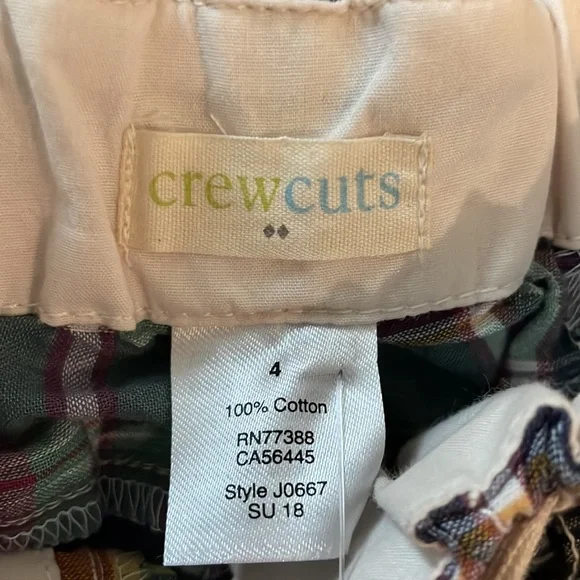 crewcuts
4
100% Cotton
RN77388
CA56445
Style J0667
SU 18